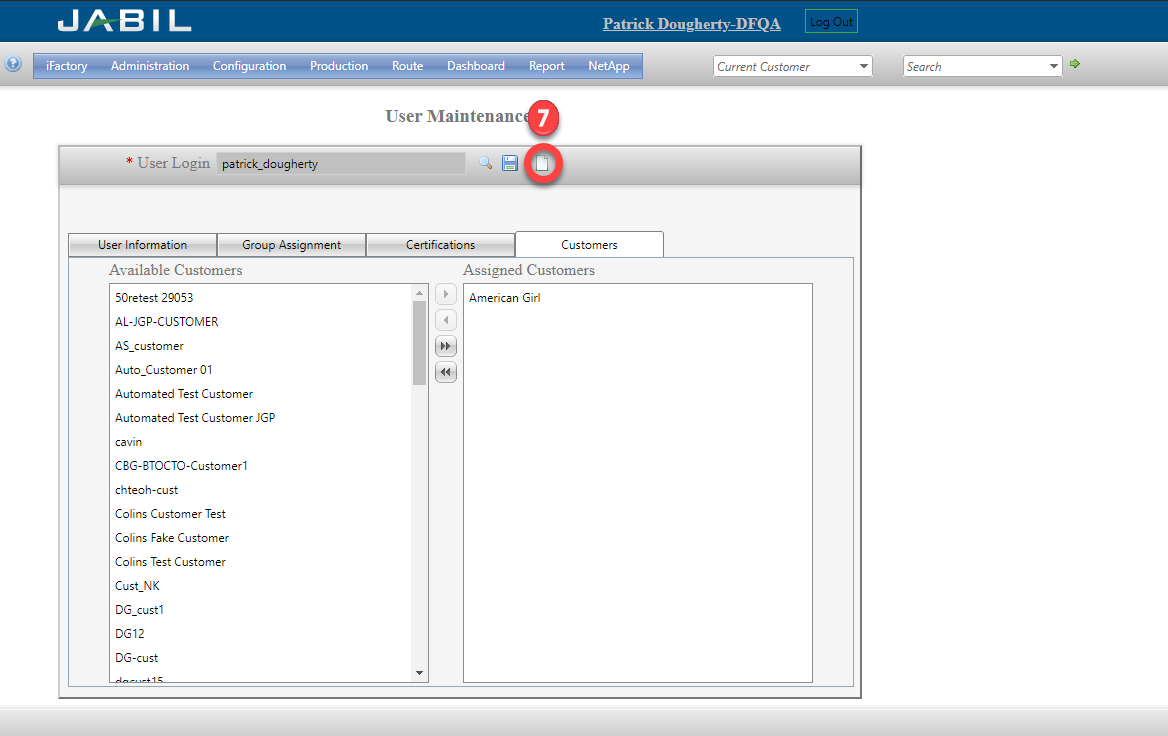 JABIL
Patrick Dougherty-DFQA
Log Out
iFactory Administration Configuration Production Route Dashboard Report NetApp
Current Customer
Search
User Maintenance
7
* User Login patrick_dougherty
User Information Group Assignment Certifications Customers
Available Customers
50retest 29053
AL-JGP-CUSTOMER
AS_customer
Auto_Customer 01
Automated Test Customer
Automated Test Customer JGP
cavin
CBG-BTOCTO-Customer1
chteoh-cust
Colins Customer Test
Colins Fake Customer
Colins Test Customer
Cust_NK
DG_cust1
DG12
DG-cust
dgcust15
Assigned Customers
American Girl